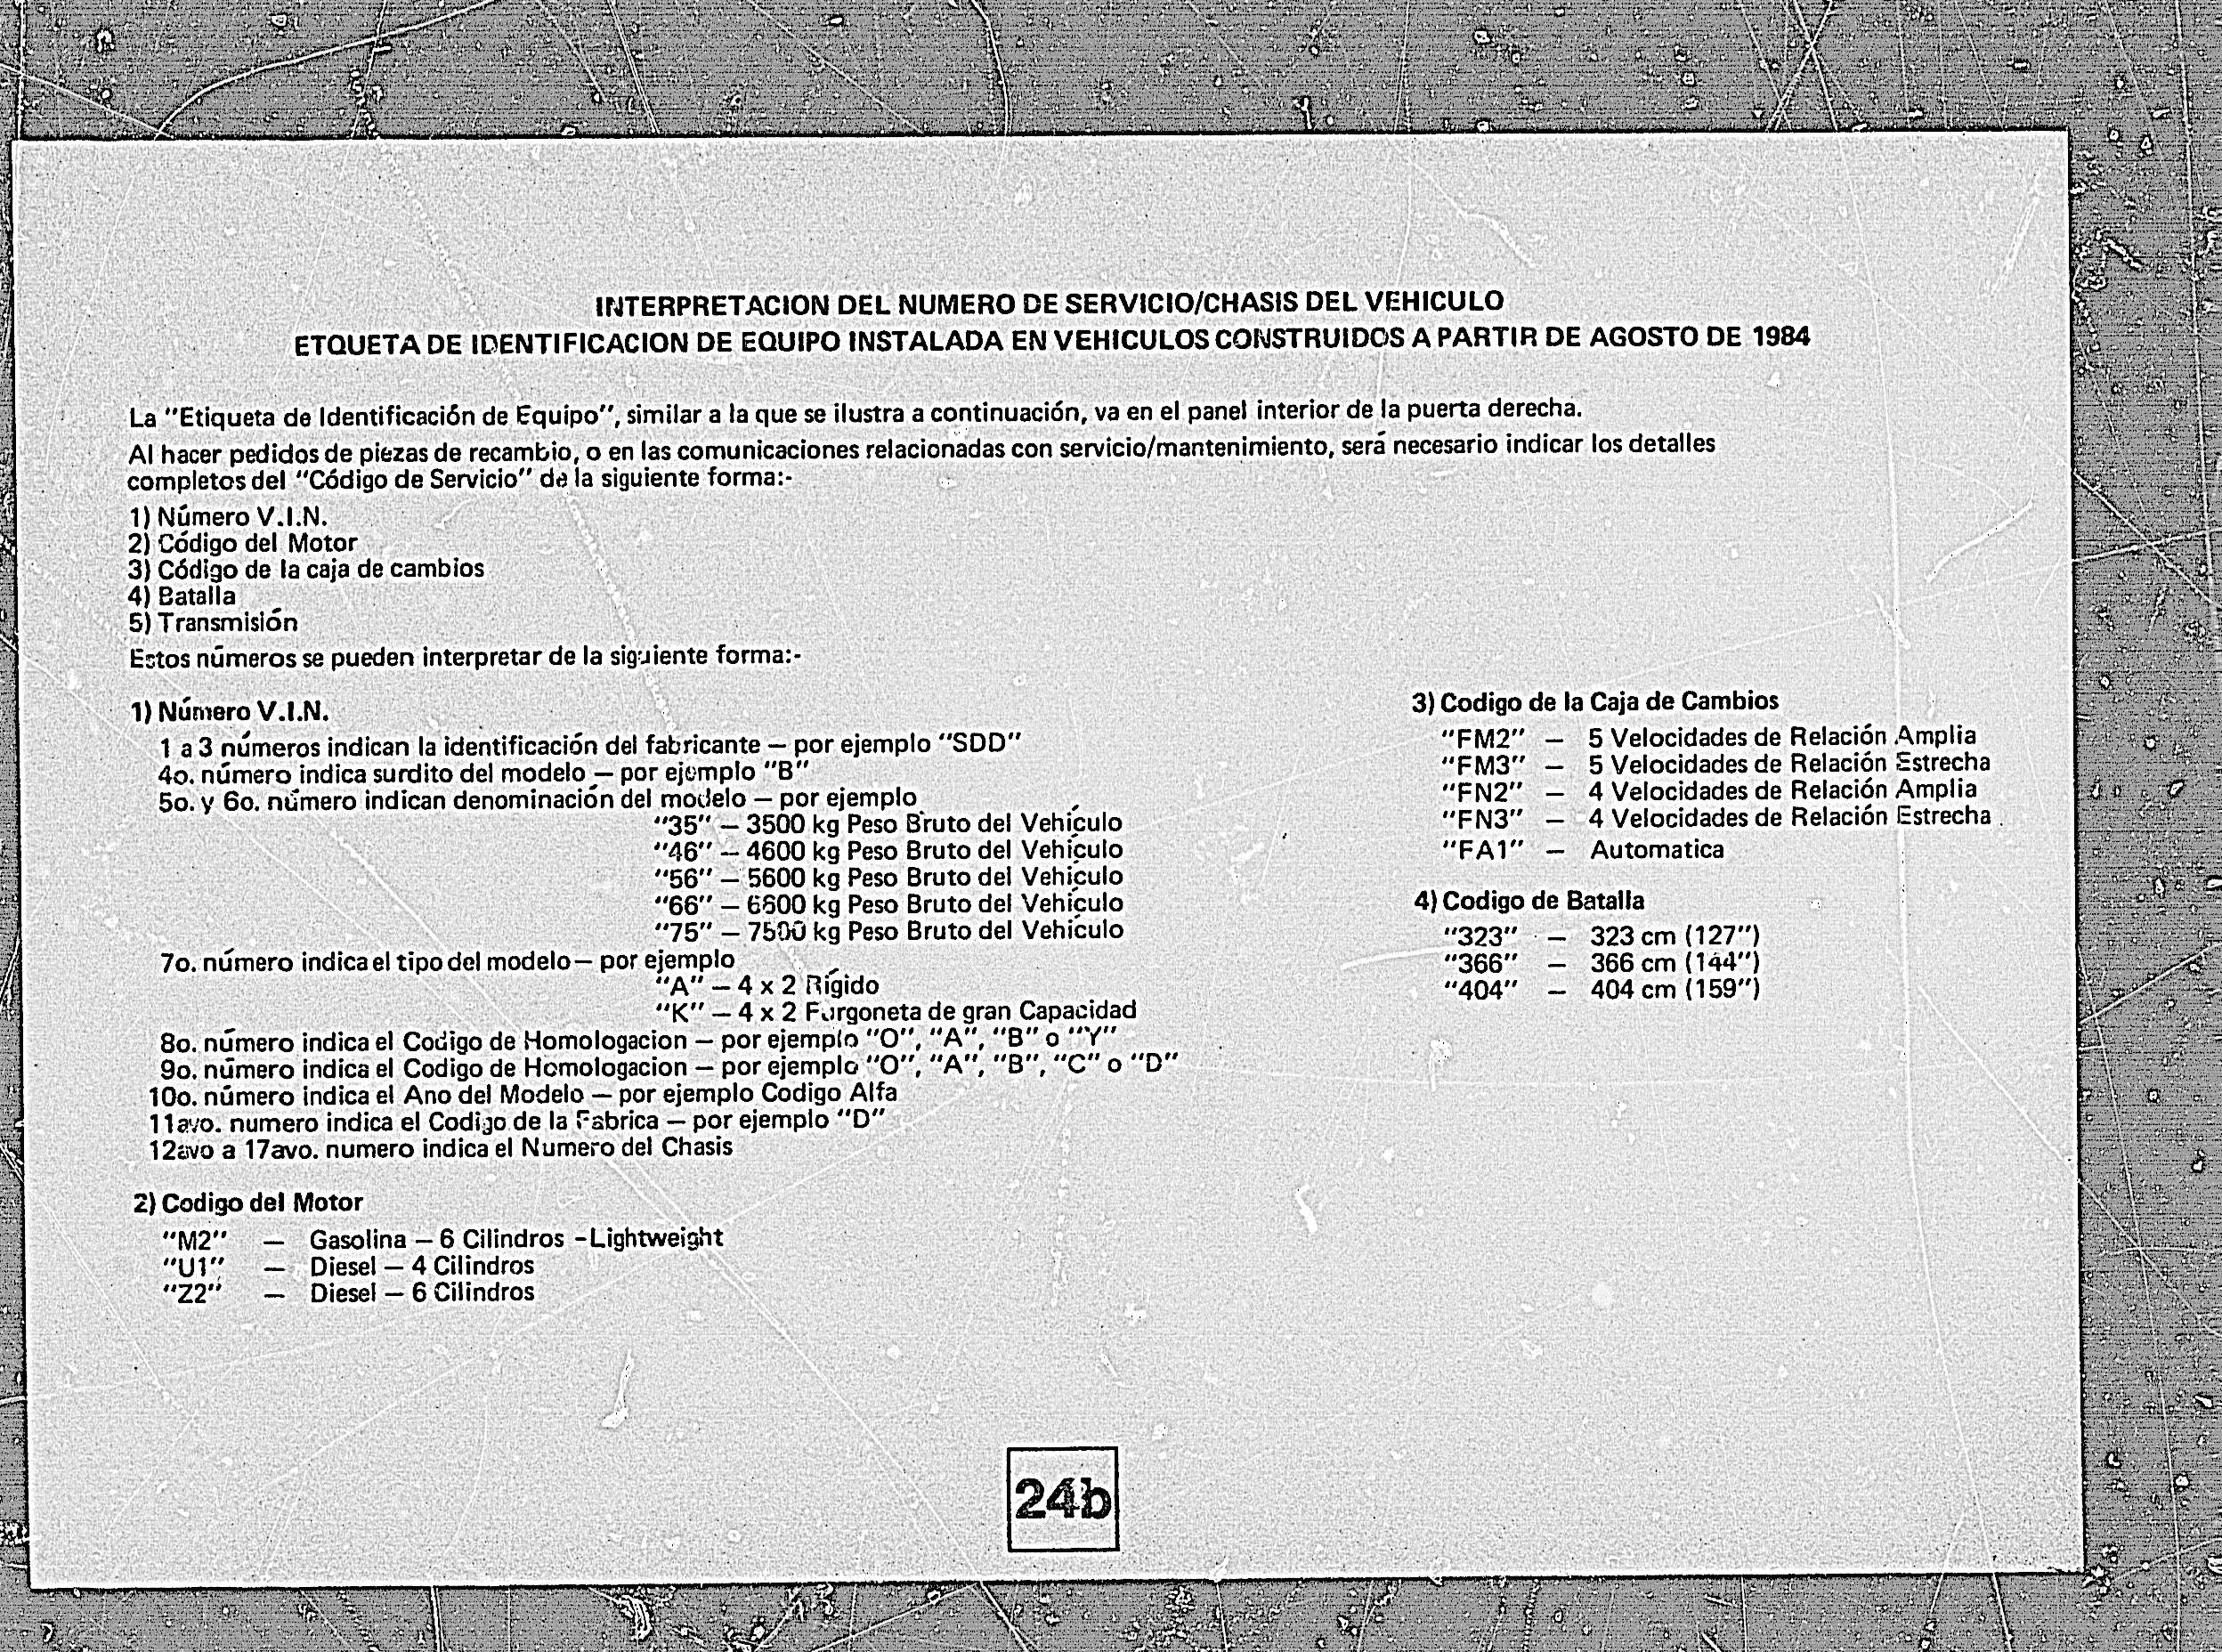 INTERPRETACION DEL NUMERO DE SERVICIO/CHASIS DEL VEHICULO
ETQUETA DE IDENTIFICACION DE EQUIPO INSTALADA EN VEHICULOS CONSTRUIDOS A PARTIR DE AGOSTO DE 1984
La "Etiqueta de Identificación de Equipo", similar a la que se ilustra a continuación, va en el panel interior de la puerta derecha.
Al hacer pedidos de piezas de recambio, o en las comunicaciones relacionadas con servicio/mantenimiento, será necesario indicar los detalles
completos del "Código de Servicio" de la siguiente forma:-
1) Número V.I.N.
2) Código del Motor
3) Código de la caja de cambios
4) Batalla
5) Transmisión
Estos números se pueden interpretar de la siguiente forma:-
1) Número V.I.N.
1 a 3 números indican la identificación del fabricante — por ejemplo "SDD"
4o. número indica surdito del modelo — por ejemplo "B"
5o. y 6o. número indican denominación del modelo — por ejemplo
"35" — 3500 kg Peso Bruto del Vehículo
"46" — 4600 kg Peso Bruto del Vehículo
"56" — 5600 kg Peso Bruto del Vehículo
"66" — 6600 kg Peso Bruto del Vehículo
"75" — 7500 kg Peso Bruto del Vehículo
7o. número indica el tipo del modelo — por ejemplo
"A" — 4 x 2 Rígido
"K" — 4 x 2 Furgoneta de gran Capacidad
8o. número indica el Codigo de Homologacion — por ejemplo "O", "A", "B" o "Y"
9o. número indica el Codigo de Homologacion — por ejemplo "O", "A", "B", "C" o "D"
10o. número indica el Ano del Modelo — por ejemplo Codigo Alfa
11avo. numero indica el Codigo de la Fabrica — por ejemplo "D"
12avo a 17avo. numero indica el Numero del Chasis
2) Codigo del Motor
"M2" — Gasolina — 6 Cilindros -Lightweight
"U1" — Diesel — 4 Cilindros
"Z2" — Diesel — 6 Cilindros
3) Codigo de la Caja de Cambios
"FM2" — 5 Velocidades de Relación Amplia
"FM3" — 5 Velocidades de Relación Estrecha
"FN2" — 4 Velocidades de Relación Amplia
"FN3" — 4 Velocidades de Relación Estrecha
"FA1" — Automatica
4) Codigo de Batalla
"323" — 323 cm (127")
"366" — 366 cm (144")
"404" — 404 cm (159")
24b